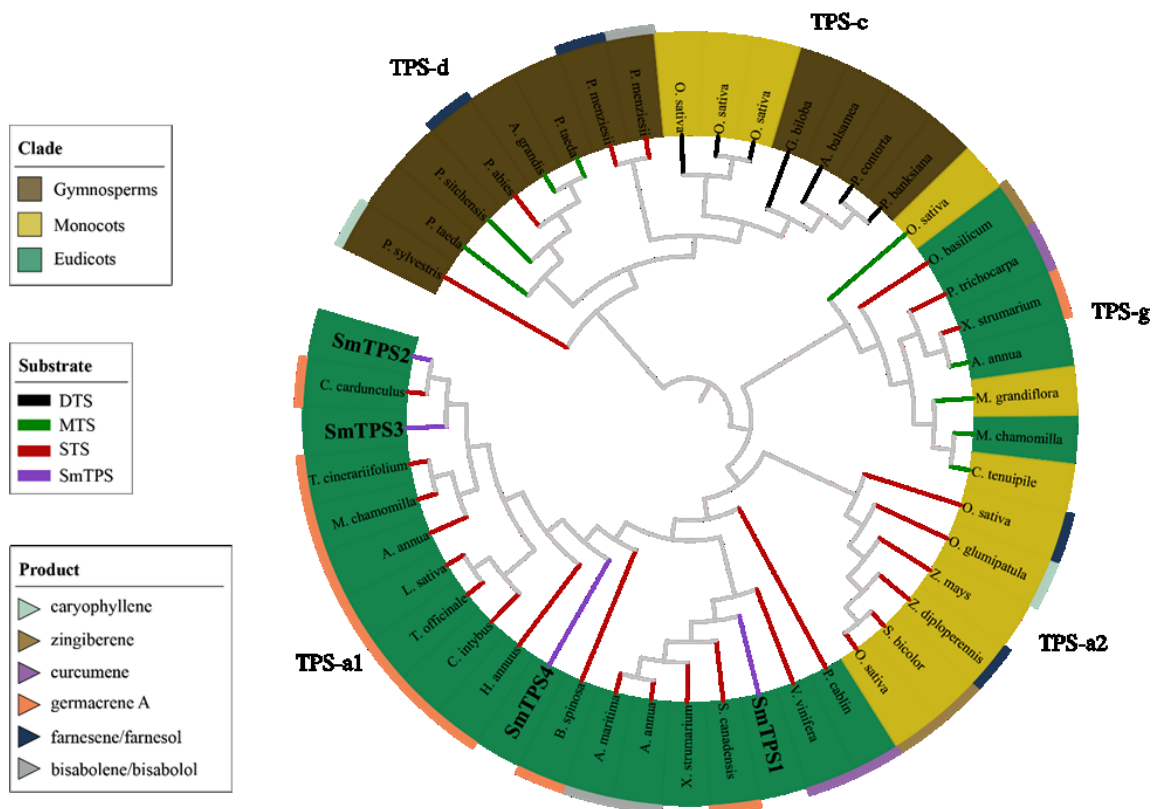 TPS-c
TPS-d
TPS-g
TPS-a2
TPS-a1
Clade
Gymnosperms
Monocots
Eudicots
Substrate
DTS
MTS
STS
SmTPS
Product
caryophyllene
zingiberene
curcumene
germacrene A
farnesene/farnesol
bisabolene/bisabolol
P. sylvestris
P. taeda
P. sitchensis
P. abies
A. grandis
P. taeda
P. menziesii
P. menziesii
O. sativa
O. sativa
O. sativa
G. biloba
A. balsamea
P. contorta
P. banksiana
O. sativa
O. basilicum
P. trichocarpa
X. strumarium
A. annua
M. grandiflora
M. chamomilla
C. tenuipile
O. sativa
O. glumipatula
Z. mays
Z. diploperennis
S. bicolor
O. sativa
P. cablin
V. vinifera
SmTPS1
S. canadensis
X. strumarium
A. annua
A. maritima
B. spinosa
SmTPS4
H. annuus
C. intybus
T. officinale
L. sativa
A. annua
M. chamomilla
T. cinerariifolium
SmTPS3
C. cardunculus
SmTPS2